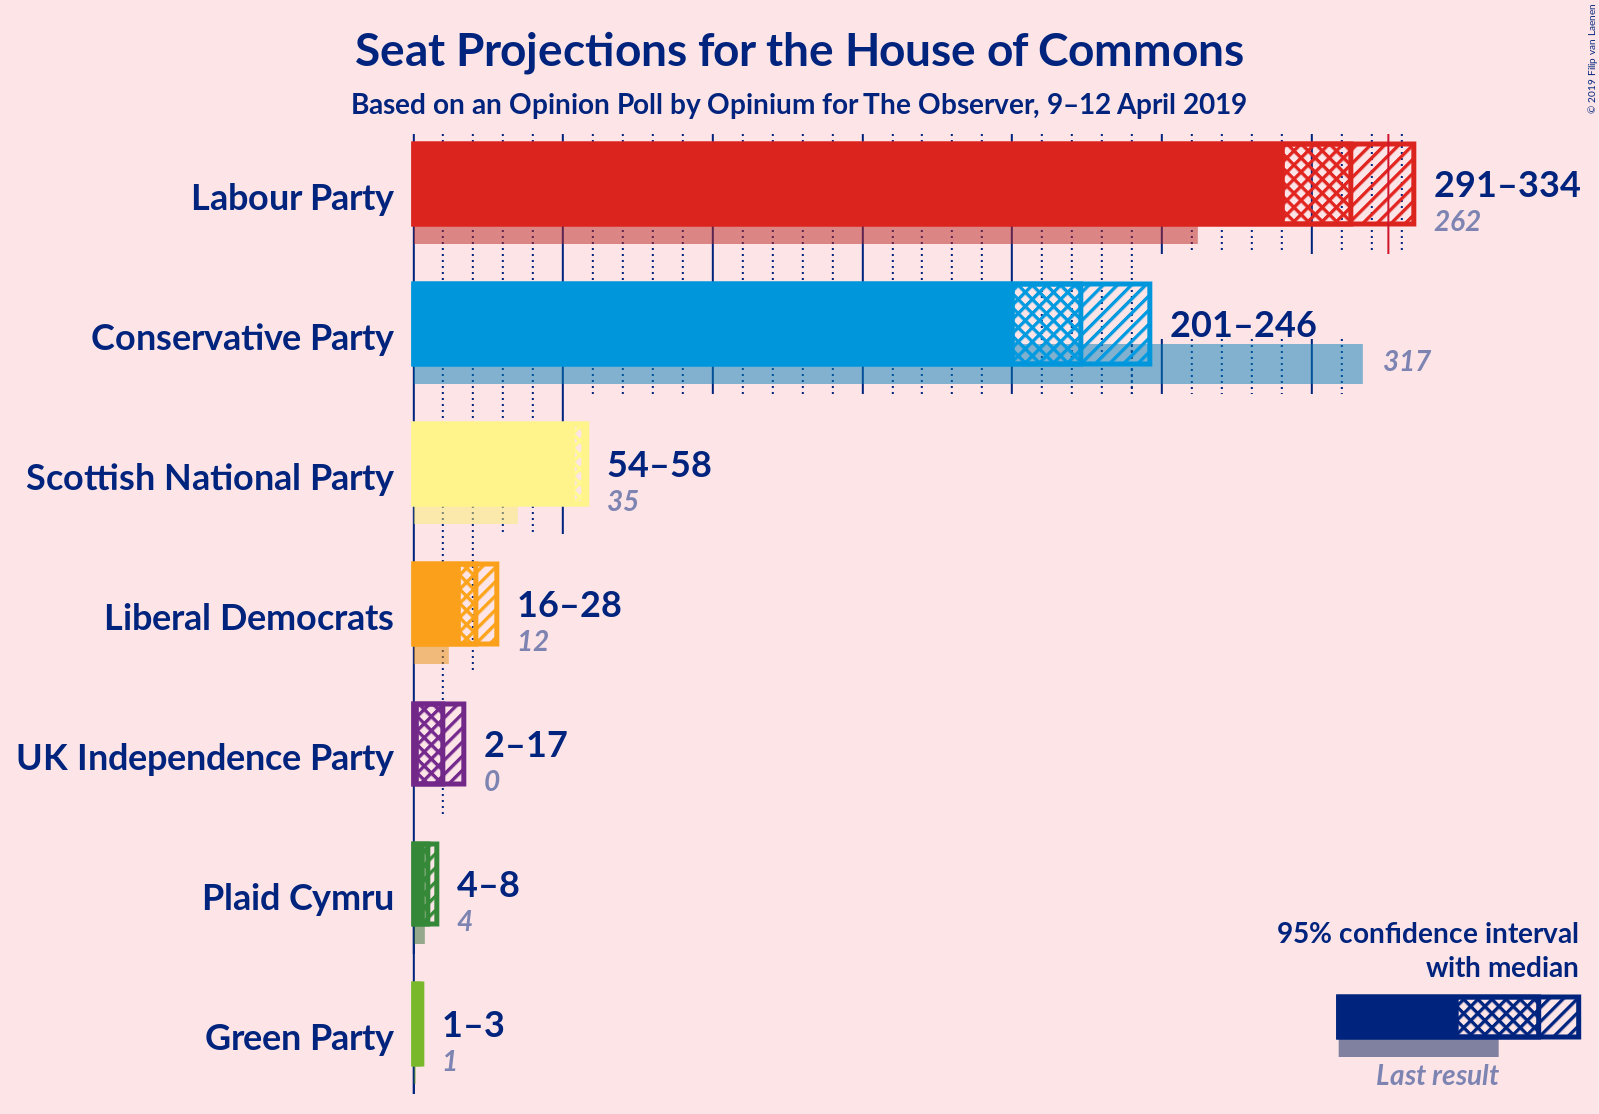 Seat Projections for the House of Commons
Based on an Opinion Poll by Opinium for The Observer, 9–12 April 2019
© 2019 Filip van Laenen
Labour Party
291–334
262
Conservative Party
201–246
317
Scottish National Party
54–58
35
Liberal Democrats
16–28
12
UK Independence Party
2–17
0
Plaid Cymru
4–8
4
Green Party
1–3
1
95% confidence interval
with median
Last result